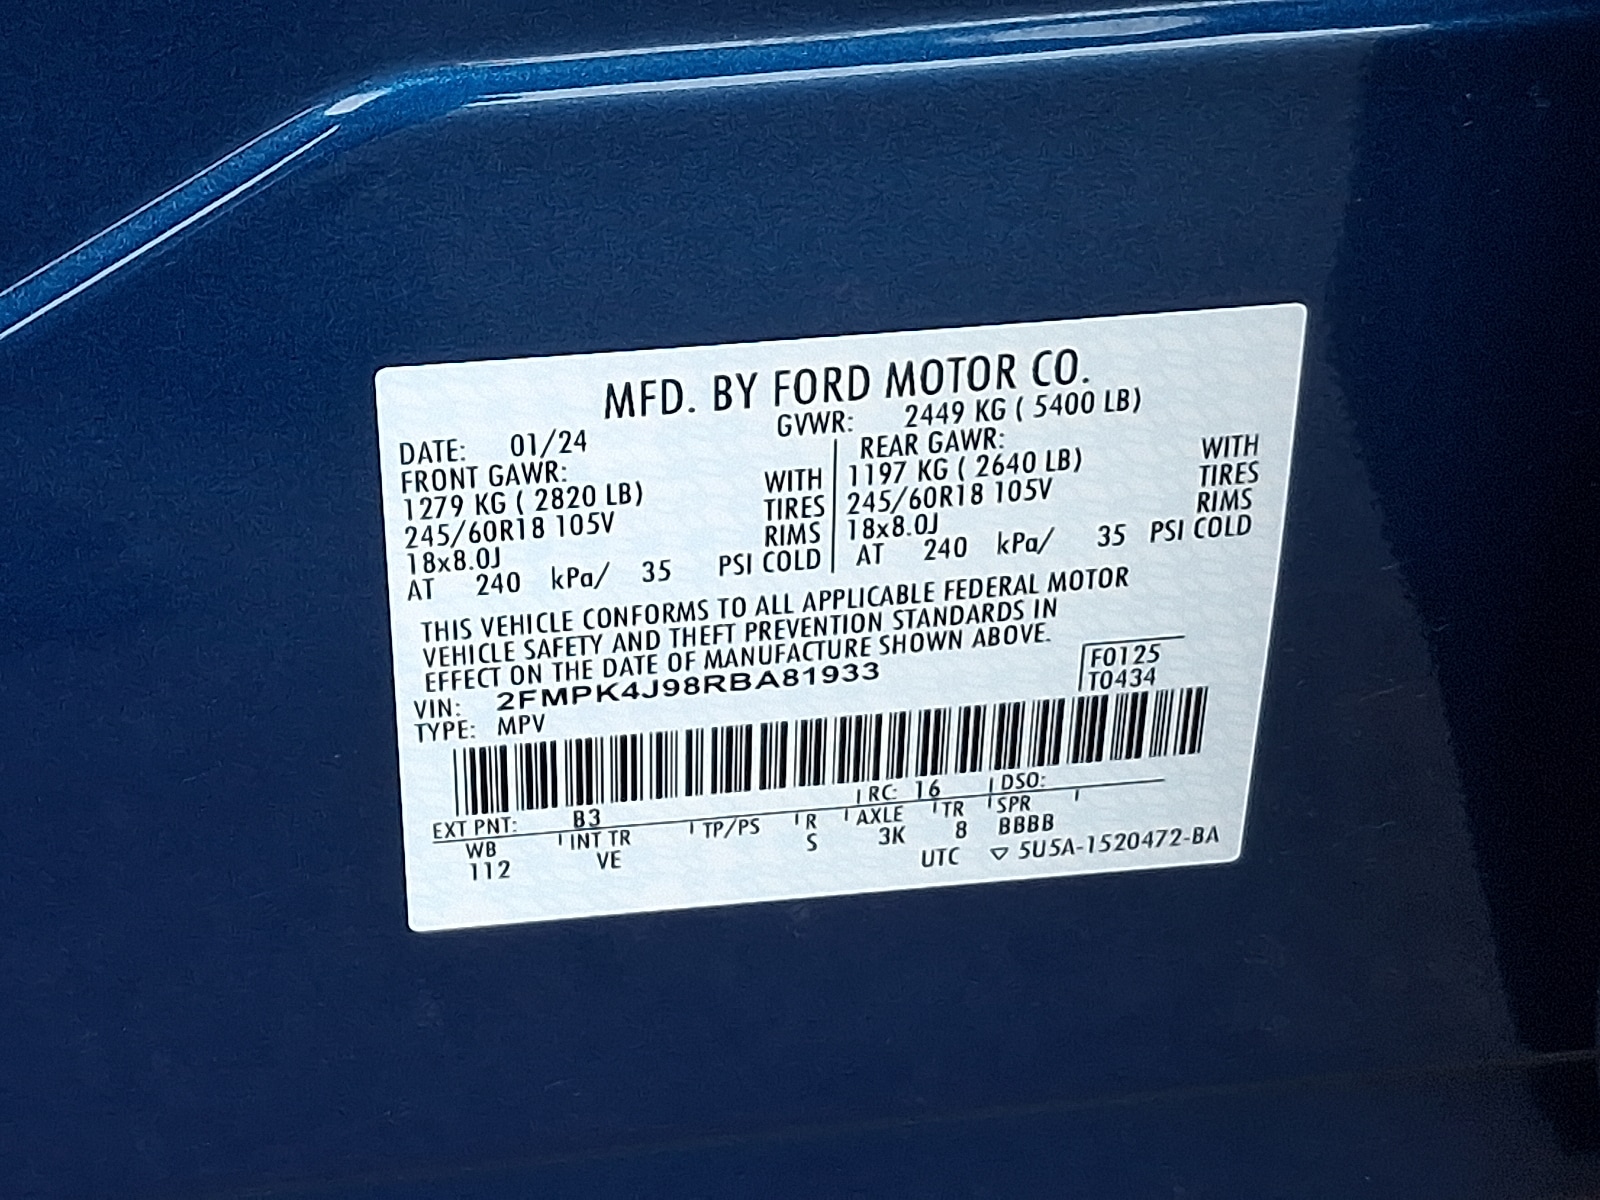 MFD. BY FORD MOTOR CO.
DATE: 01/24 GVWR: 2449 KG ( 5400 LB)
FRONT GAWR: REAR GAWR: WITH
1279 KG ( 2820 LB) WITH 1197 KG ( 2640 LB) TIRES
245/60R18 105V TIRES 245/60R18 105V RIMS
18x8.0J RIMS 18x8.0J
AT 240 kPa/ 35 PSI COLD AT 240 kPa/ 35 PSI COLD
THIS VEHICLE CONFORMS TO ALL APPLICABLE FEDERAL MOTOR
VEHICLE SAFETY AND THEFT PREVENTION STANDARDS IN
EFFECT ON THE DATE OF MANUFACTURE SHOWN ABOVE.
VIN: 2FMPK4J98RBA81933 F0125
TYPE: MPV T0434
EXT PNT: B3 RC: 16 DSO:
WB INT TR TP/PS R AXLE TR SPR
112 VE S 3K 8 BBBB
UTC ▽ 5U5A-1520472-BA